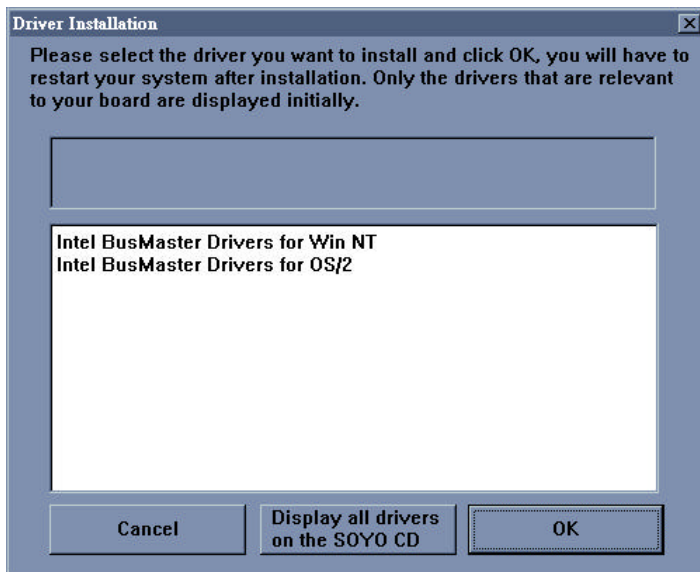 Driver Installation
Please select the driver you want to install and click OK, you will have to
restart your system after installation. Only the drivers that are relevant
to your board are displayed initially.
Intel BusMaster Drivers for Win NT
Intel BusMaster Drivers for OS/2
Cancel
Display all drivers
on the SOYO CD
OK